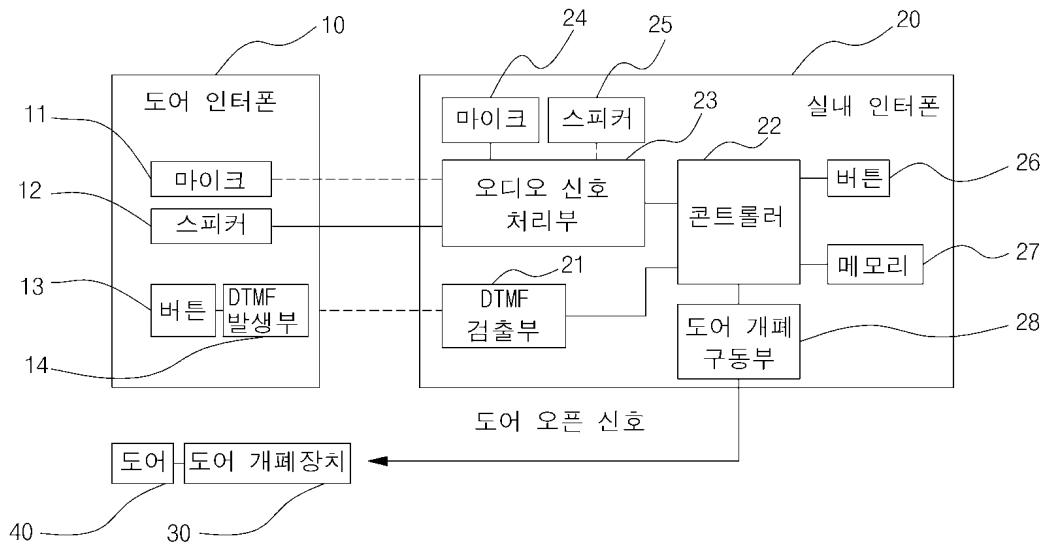 10
24
25
20
도어 인터폰
실내 인터폰
11
마이크
스피커
23
22
26
마이크
오디오 신호
처리부
콘트롤러
버튼
12
스피커
13
21
메모리
27
버튼
DTMF
발생부
DTMF
검출부
도어 개폐
구동부
28
14
도어 오픈 신호
도어
도어 개폐장치
40
30